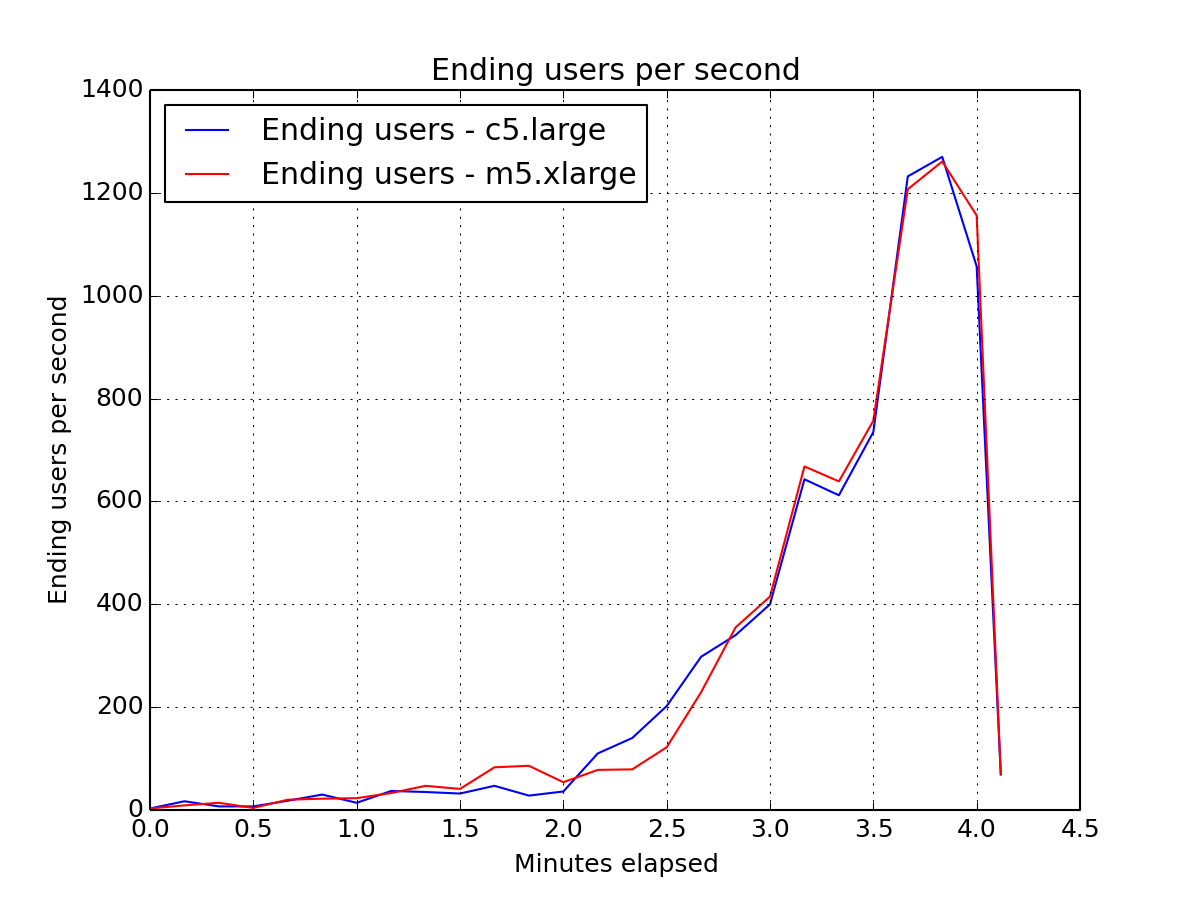 Ending users per second
Ending users - c5.large
Ending users - m5.xlarge
Ending users per second
1400
1200
1000
800
600
400
200
0
0.0 0.5 1.0 1.5 2.0 2.5 3.0 3.5 4.0 4.5
Minutes elapsed